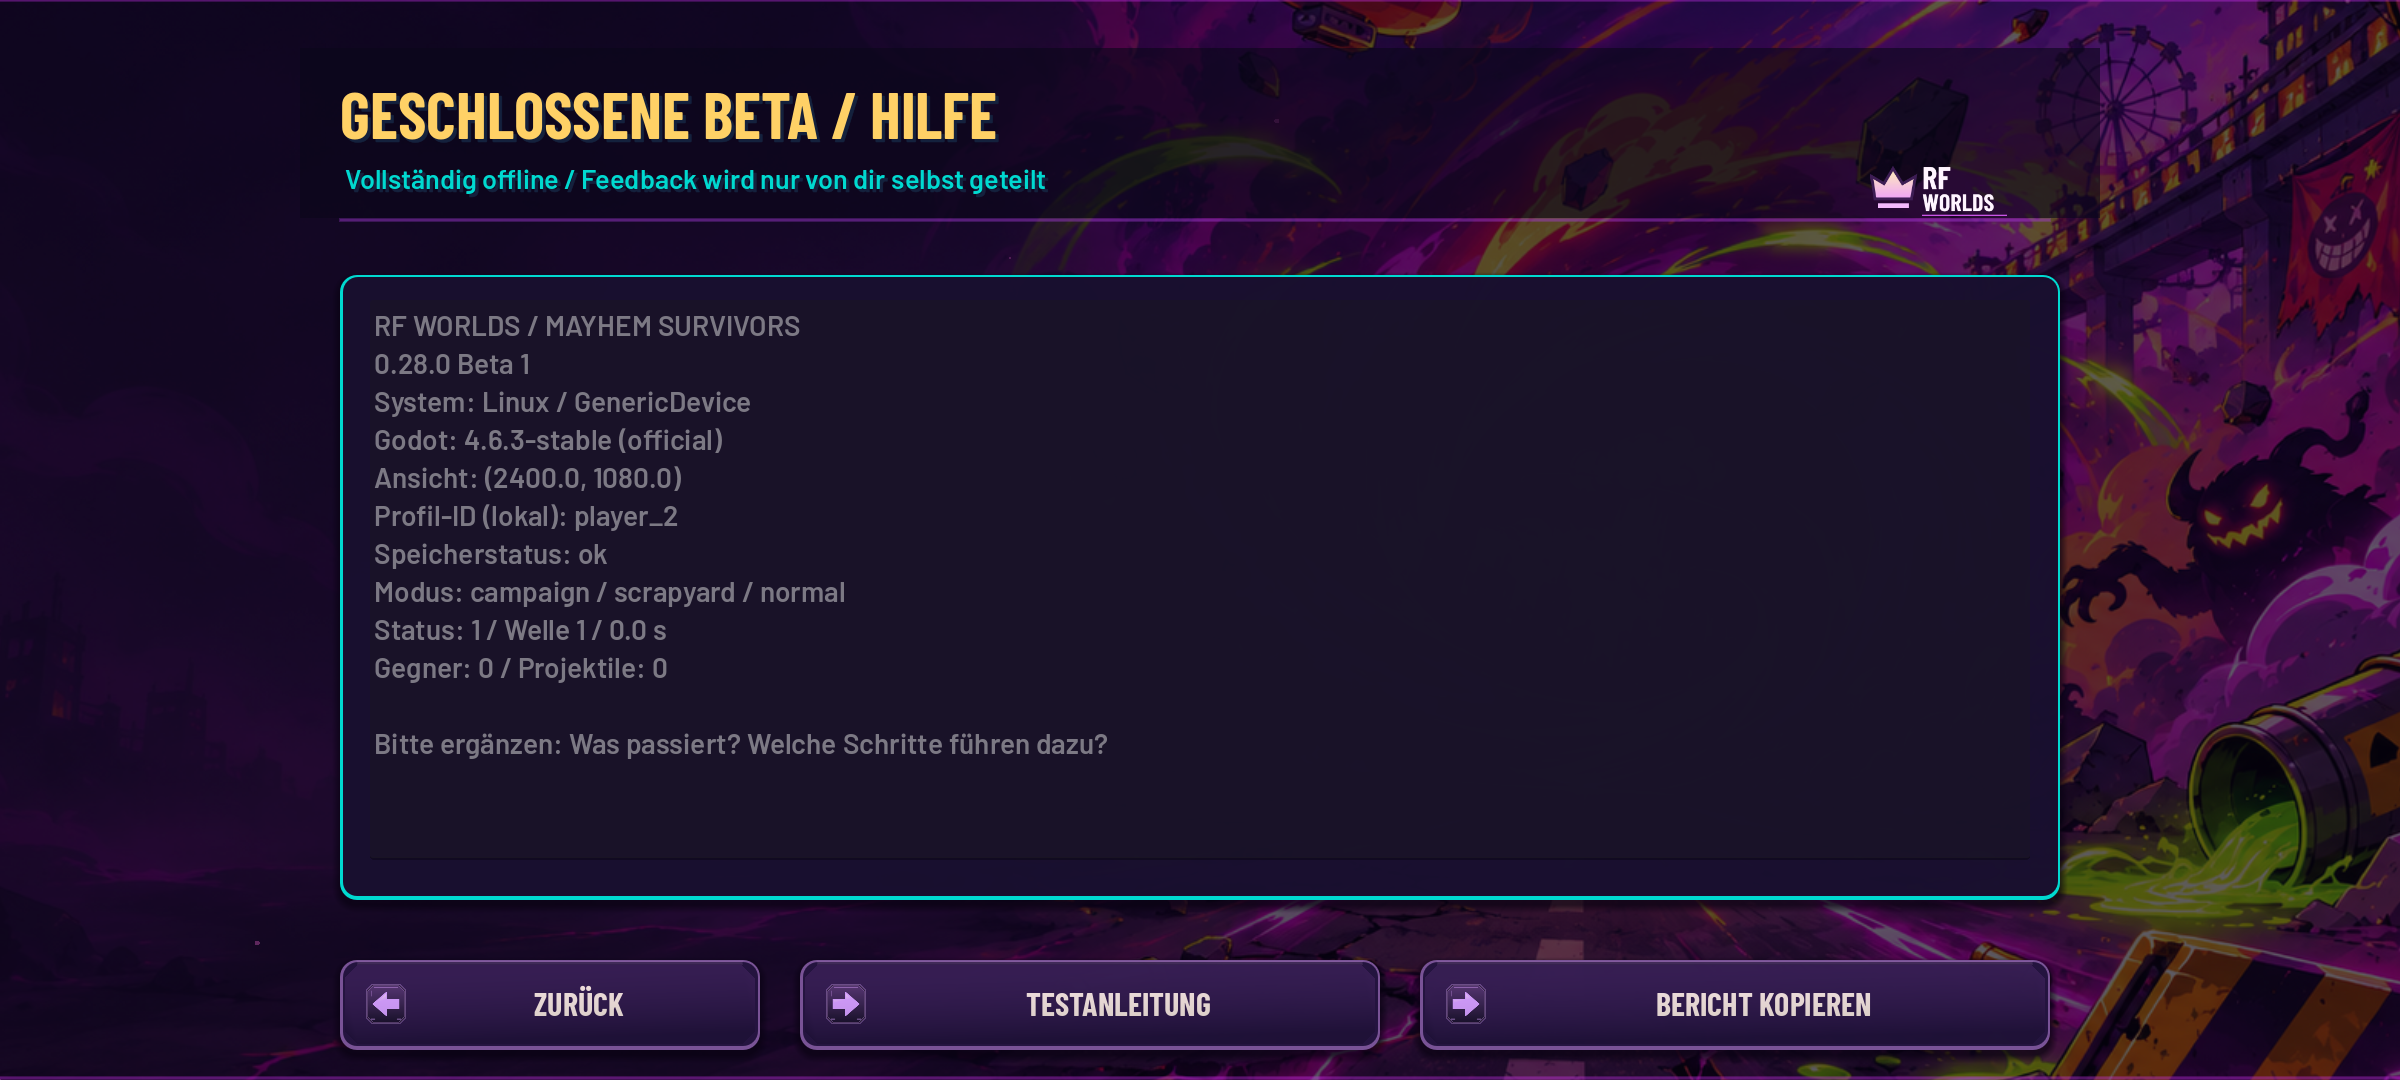 GESCHLOSSENE BETA / HILFE
Vollständig offline / Feedback wird nur von dir selbst geteilt
RF
WORLDS
RF WORLDS / MAYHEM SURVIVORS
0.28.0 Beta 1
System: Linux / GenericDevice
Godot: 4.6.3-stable (official)
Ansicht: (2400.0, 1080.0)
Profil-ID (lokal): player_2
Speicherstatus: ok
Modus: campaign / scrapyard / normal
Status: 1 / Welle 1 / 0.0 s
Gegner: 0 / Projektile: 0
Bitte ergänzen: Was passiert? Welche Schritte führen dazu?
ZURÜCK
TESTANLEITUNG
BERICHT KOPIEREN